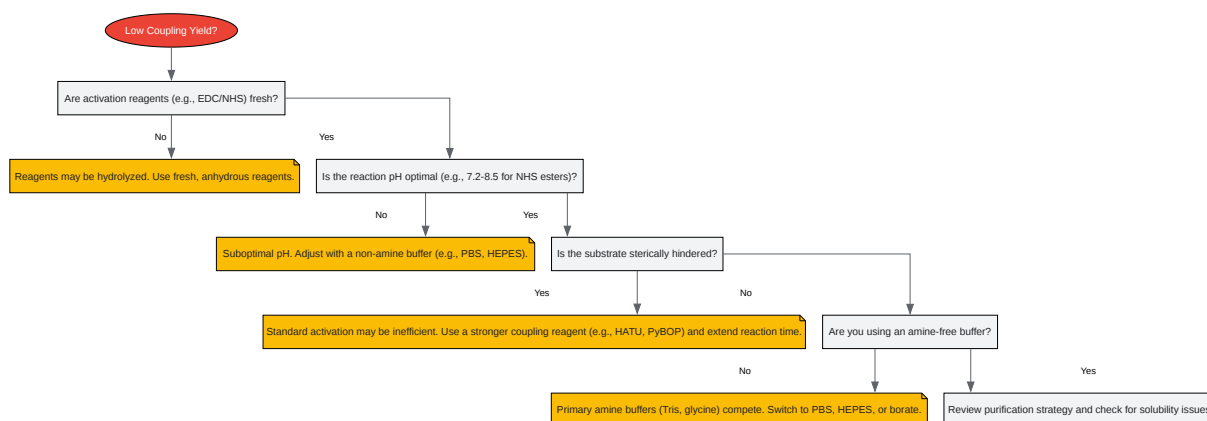 Low Coupling Yield?
Are activation reagents (e.g., EDC/NHS) fresh?
No
Yes
Reagents may be hydrolyzed. Use fresh, anhydrous reagents.
Is the reaction pH optimal (e.g., 7.2-8.5 for NHS esters)?
No
Yes
Suboptimal pH. Adjust with a non-amine buffer (e.g., PBS, HEPES).
Is the substrate sterically hindered?
Yes
No
Standard activation may be inefficient. Use a stronger coupling reagent (e.g., HATU, PyBOP) and extend reaction time.
Are you using an amine-free buffer?
No
Yes
Primary amine buffers (Tris, glycine) compete. Switch to PBS, HEPES, or borate.
Review purification strategy and check for solubility issues